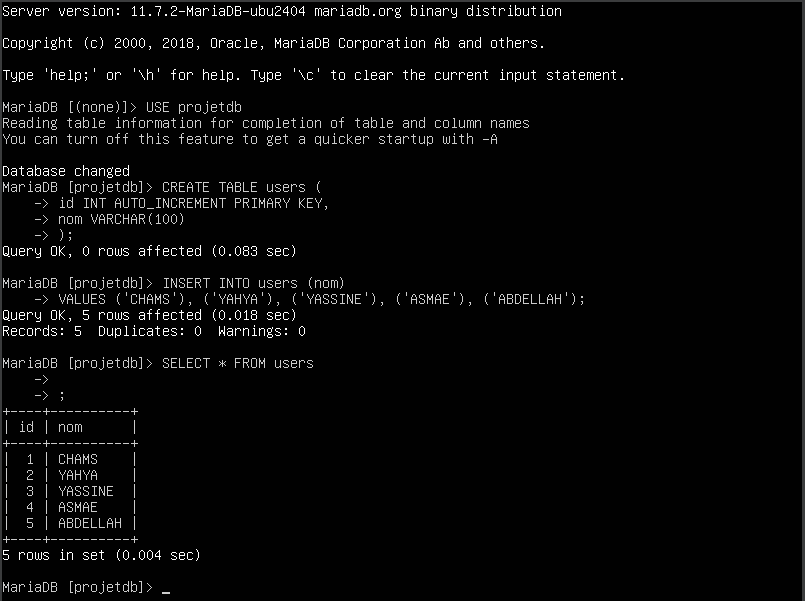 Server version: 11.7.2-MariaDB-ubu2404 mariadb.org binary distribution
Copyright (c) 2000, 2018, Oracle, MariaDB Corporation Ab and others.
Type 'help;' or '\h' for help. Type '\c' to clear the current input statement.
MariaDB [(none)]> USE projetdb
Reading table information for completion of table and column names
You can turn off this feature to get a quicker startup with -A
Database changed
MariaDB [projetdb]> CREATE TABLE users (
    -> id INT AUTO_INCREMENT PRIMARY KEY,
    -> nom VARCHAR(100)
    -> );
Query OK, 0 rows affected (0.083 sec)
MariaDB [projetdb]> INSERT INTO users (nom)
    -> VALUES ('CHAMS'), ('YAHYA'), ('YASSINE'), ('ASMAE'), ('ABDELLAH');
Query OK, 5 rows affected (0.018 sec)
Records: 5  Duplicates: 0  Warnings: 0
MariaDB [projetdb]> SELECT * FROM users
    ->
    -> ;
+----+----------+
| id | nom      |
+----+----------+
|  1 | CHAMS    |
|  2 | YAHYA    |
|  3 | YASSINE  |
|  4 | ASMAE    |
|  5 | ABDELLAH |
+----+----------+
5 rows in set (0.004 sec)
MariaDB [projetdb]> _